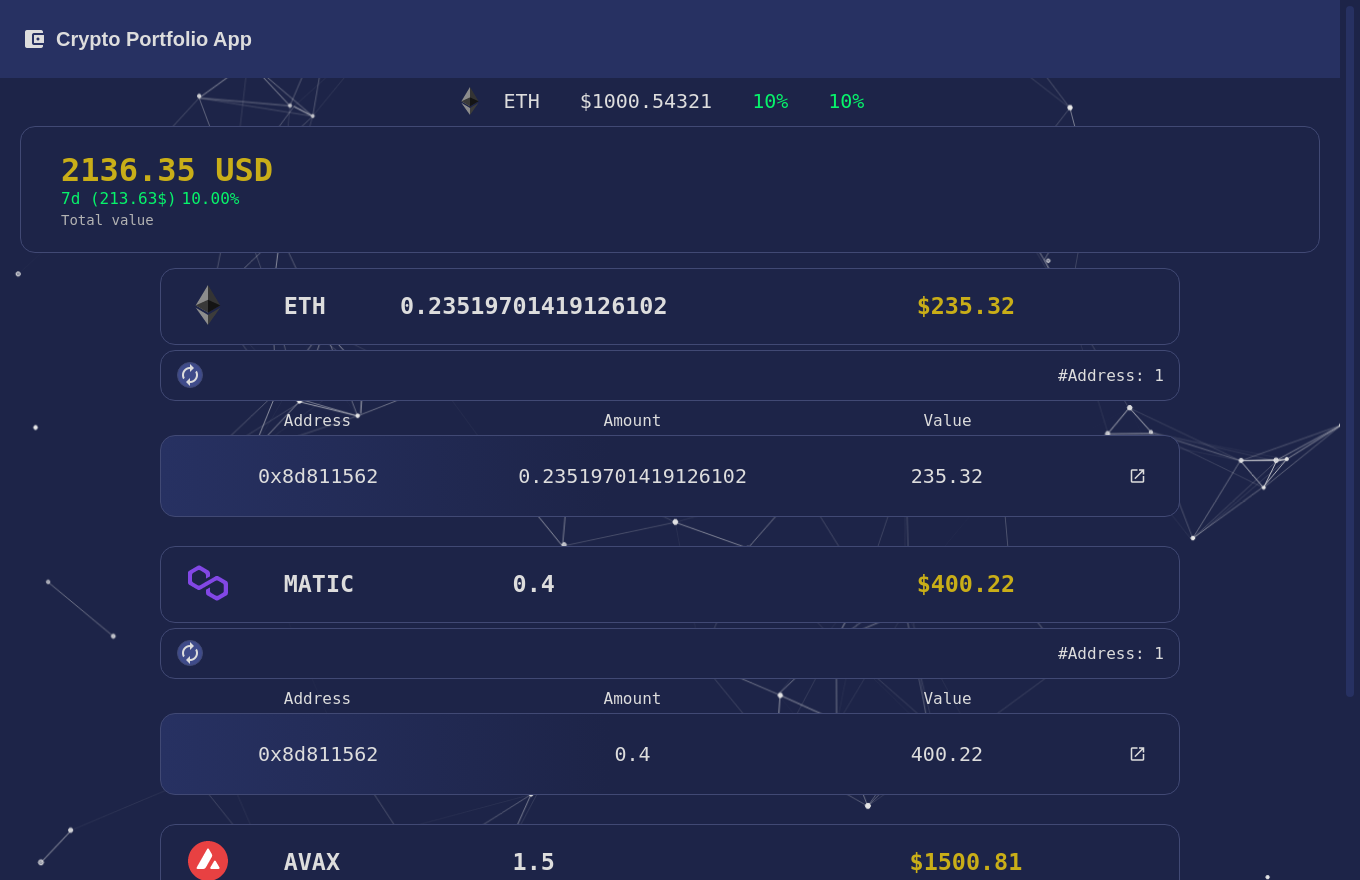 Crypto Portfolio App
ETH $1000.54321 10% 10%
2136.35 USD
7d (213.63$) 10.00%
Total value
ETH 0.23519701419126102 $235.32
#Address: 1
Address Amount Value
0x8d811562 0.23519701419126102 235.32
MATIC 0.4 $400.22
#Address: 1
Address Amount Value
0x8d811562 0.4 400.22
AVAX 1.5 $1500.81